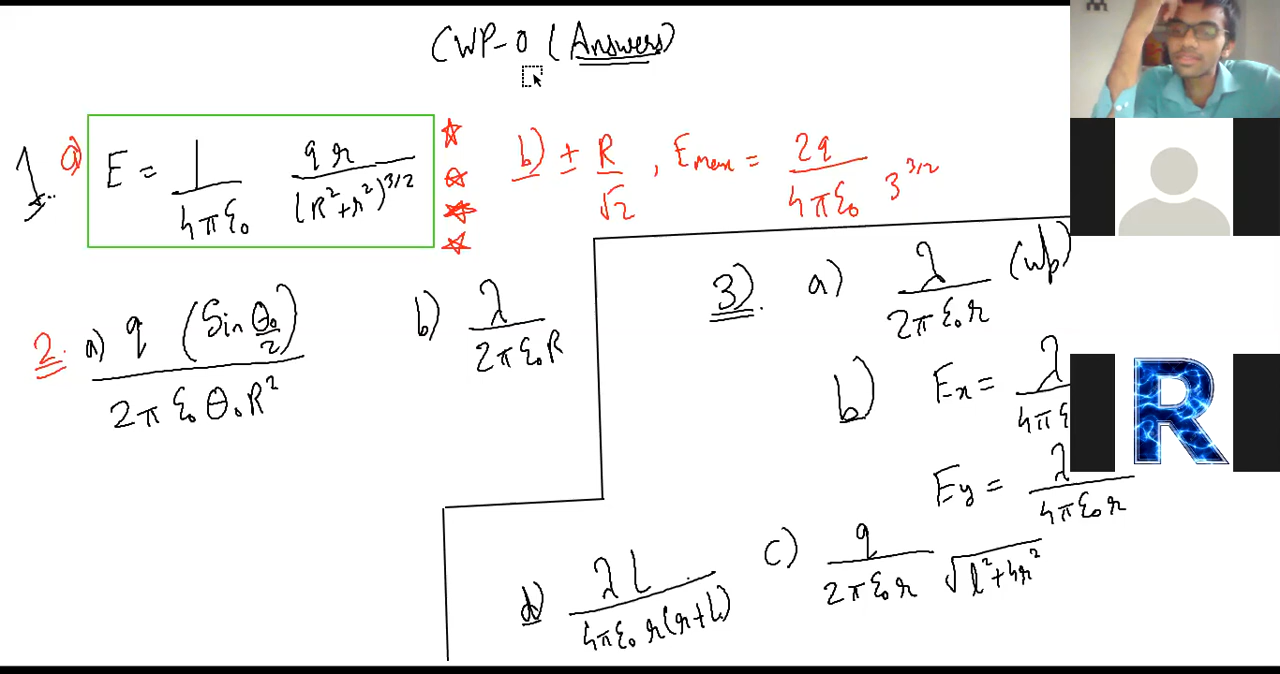 CWP-0 (Answers)
1. a) E = 1/4πε₀ qr/(R²+r²)^3/2
b) ± R/√2, Emax = 2q/4πε₀ 3^3/2
2. a) q (Sin θ₀/2)/2πε₀θ₀R²
b) λ/2πε₀R
3). a) λ/2πε₀r (wp)
b) Ex = λ/4πε
Ey = λ/4πε₀r
c) q/2πε₀r √l²+4r²
d) λL/4πε₀r(r+L)
R